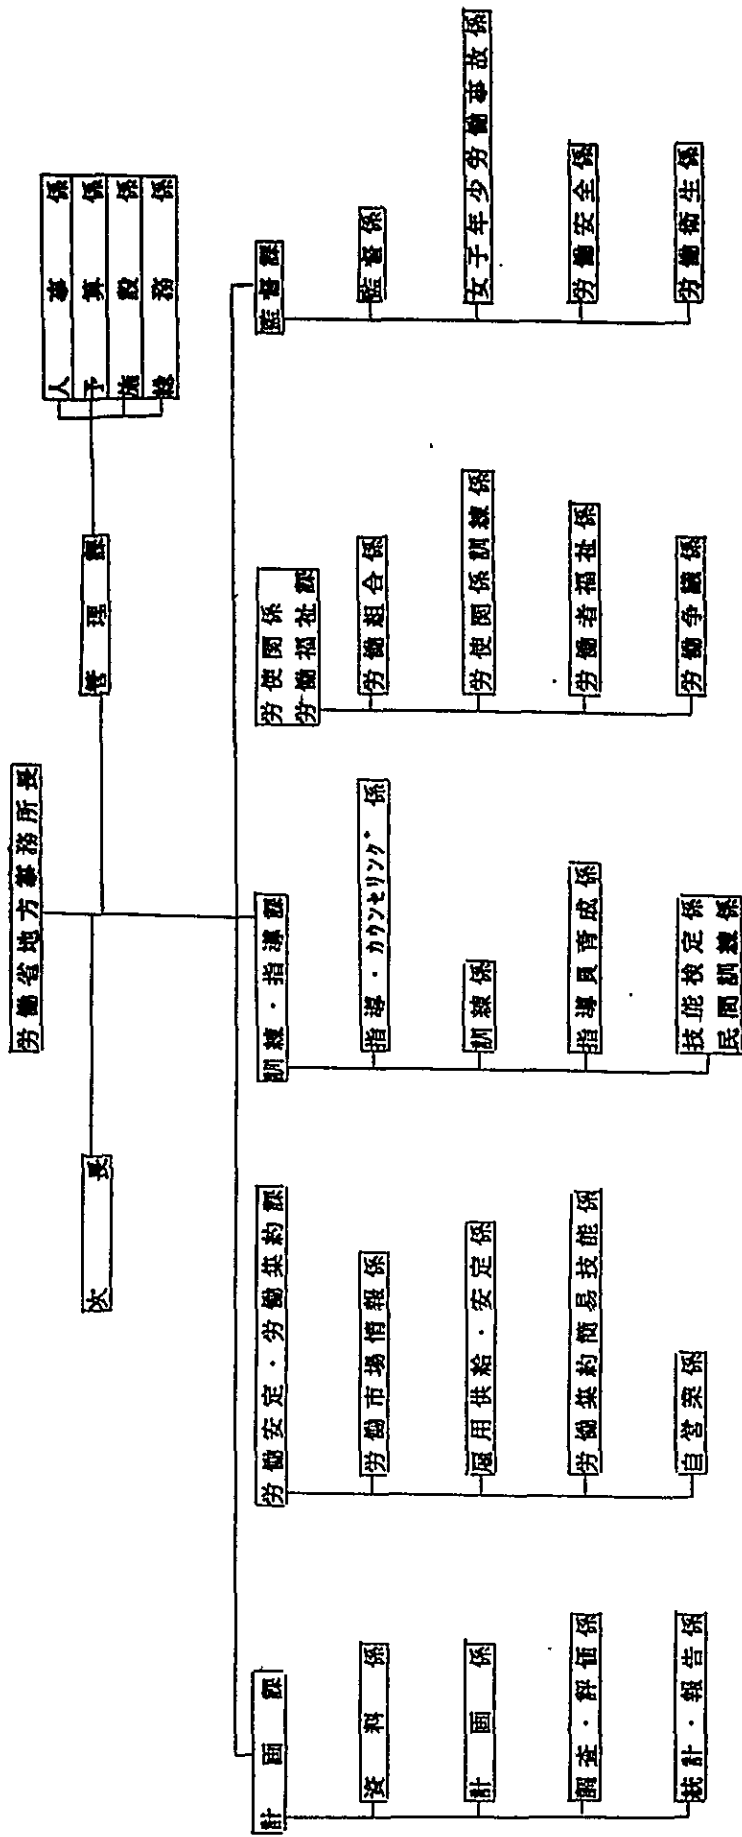 労働省地方事務所長
次長
管理課
人事係
予算係
施設係
総務係
計画課
資料係
計画係
調査・評価係
統計・報告係
労働安定・労働集約課
労働市場情報係
雇用供給・安定係
労働集約簡易技能係
自営業係
訓練・指導課
指導・カウンセリング係
訓練係
指導員育成係
技能検定係
民間訓練係
労使関係
労働福祉課
労働組合係
労使関係訓練係
労働者福祉係
労働争議係
監督課
監督係
女子年少労働事故係
労働安全係
労働衛生係